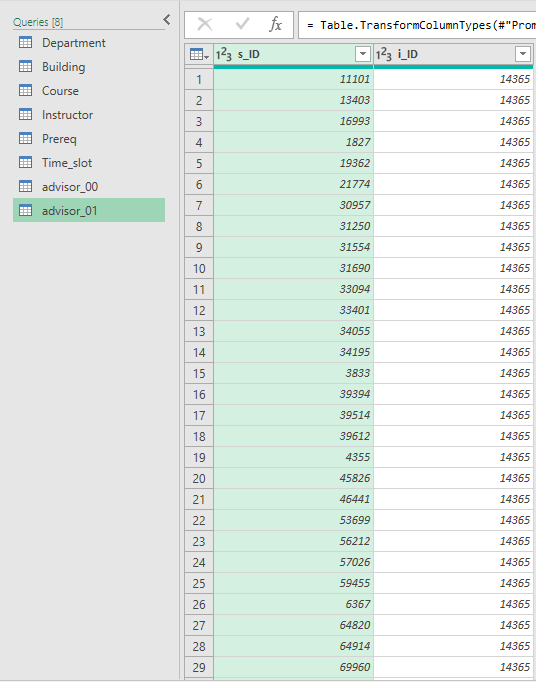 Queries [8]
Department
Building
Course
Instructor
Prereq
Time_slot
advisor_00
advisor_01
fx = Table.TransformColumnTypes(#"Prom
1²3 s_ID 1²3 i_ID
1 11101 14365
2 13403 14365
3 16993 14365
4 1827 14365
5 19362 14365
6 21774 14365
7 30957 14365
8 31250 14365
9 31554 14365
10 31690 14365
11 33094 14365
12 33401 14365
13 34055 14365
14 34195 14365
15 3833 14365
16 39394 14365
17 39514 14365
18 39612 14365
19 4355 14365
20 45826 14365
21 46441 14365
22 53699 14365
23 56212 14365
24 57026 14365
25 59455 14365
26 6367 14365
27 64820 14365
28 64914 14365
29 69960 14365